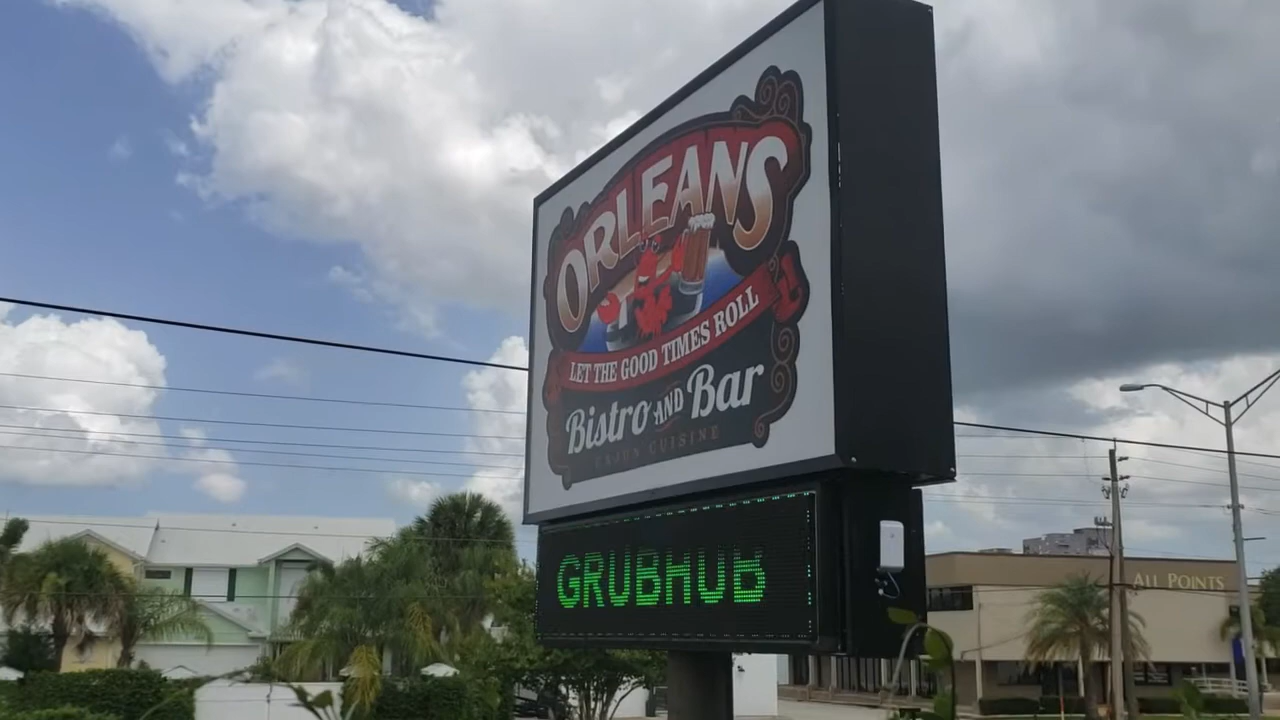 ORLEANS
LET THE GOOD TIMES ROLL
Bistro AND Bar
CAJUN CUISINE
GRUBHUB
ALL POINTS